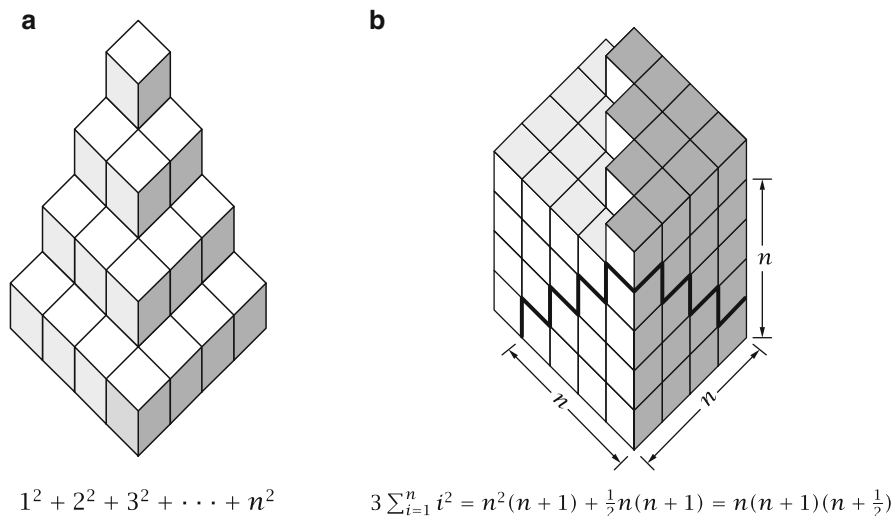 a
b
n
n
n
1² + 2² + 3² + · · · + n²
3 ∑ⁿᵢ₌₁ i² = n²(n + 1) + ½n(n + 1) = n(n + 1)(n + ½)